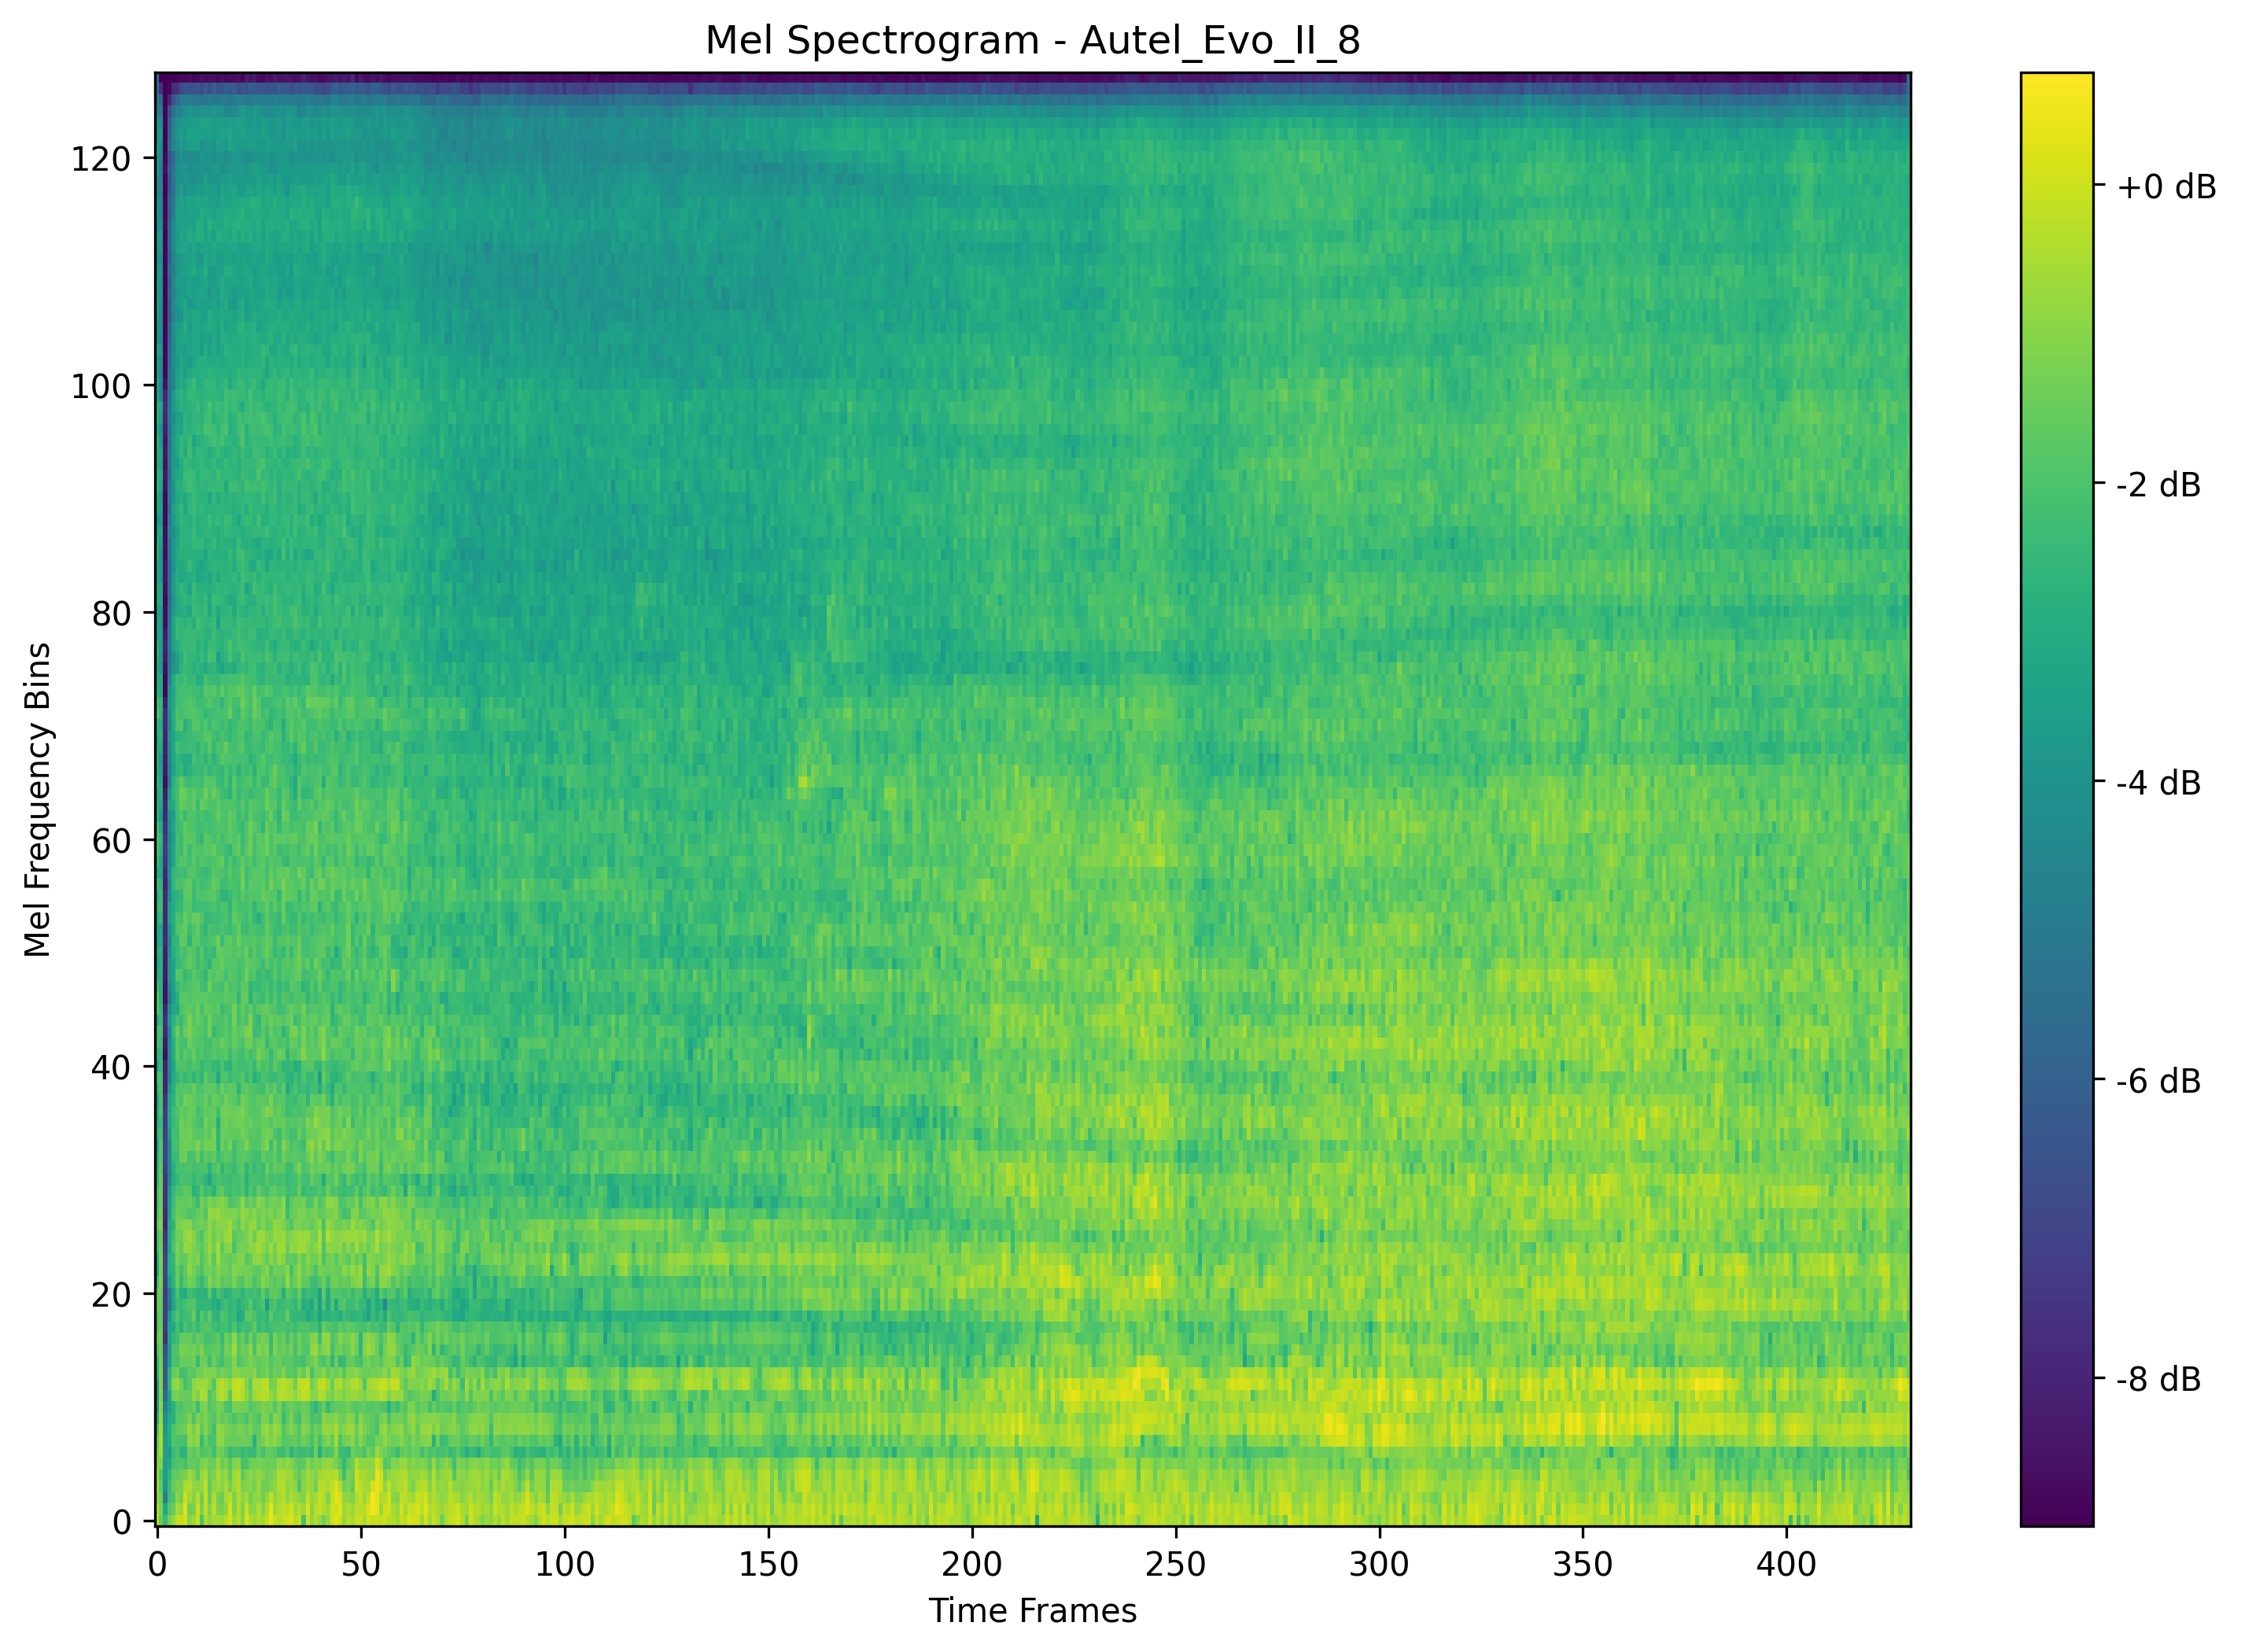 Mel Spectrogram - Autel_Evo_II_8
Mel Frequency Bins
120
100
80
60
40
20
0
0 50 100 150 200 250 300 350 400
Time Frames
+0 dB
-2 dB
-4 dB
-6 dB
-8 dB